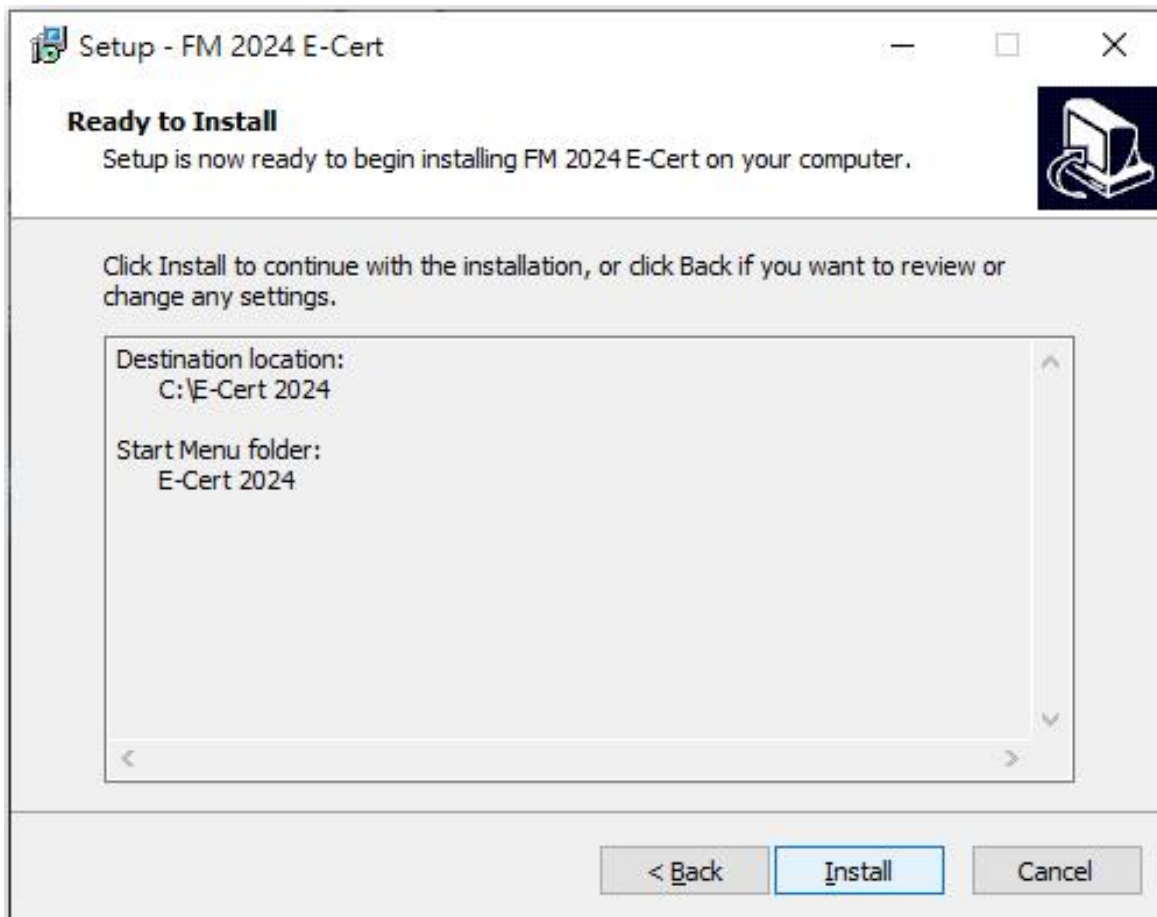 Setup - FM 2024 E-Cert
Ready to Install
Setup is now ready to begin installing FM 2024 E-Cert on your computer.
Click Install to continue with the installation, or click Back if you want to review or
change any settings.
Destination location:
C:\E-Cert 2024
Start Menu folder:
E-Cert 2024
< Back Install Cancel